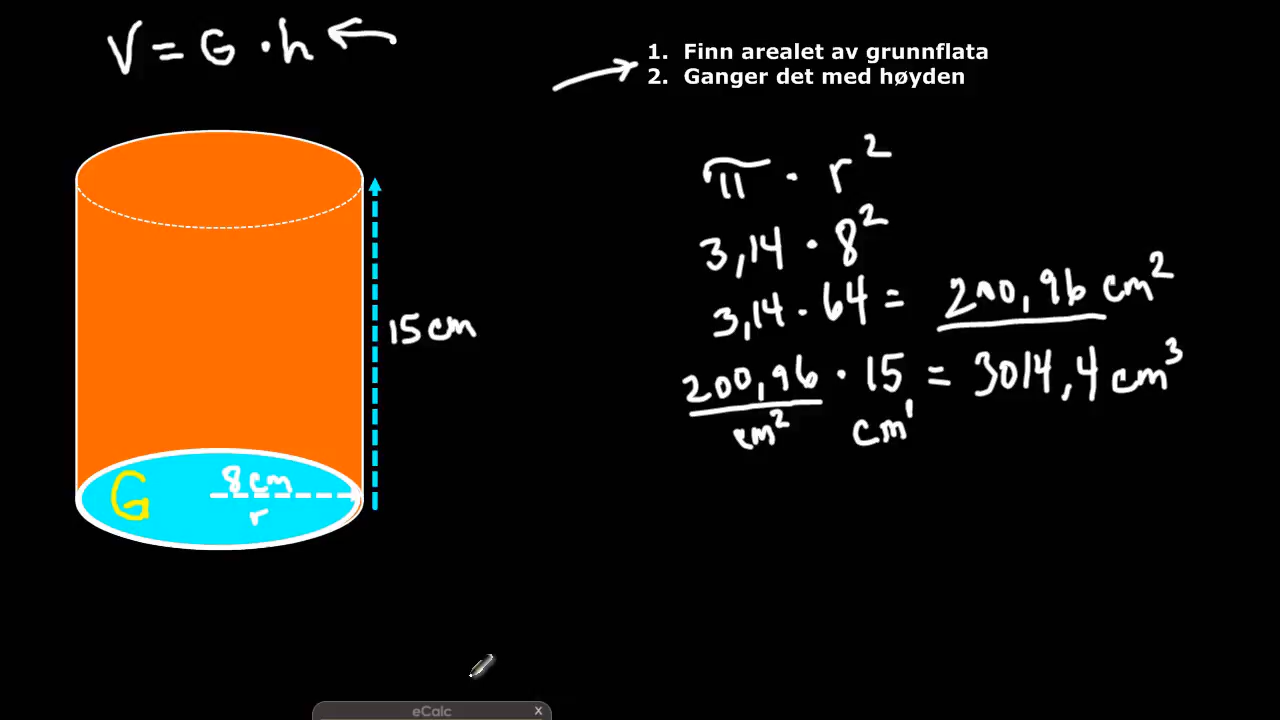 V = G · h
1. Finn arealet av grunnflata
2. Ganger det med høyden
π · r²
3,14 · 8²
3,14 · 64 = 200,96 cm²
200,96 · 15 = 3014,4 cm³
cm² cm¹
15 cm
G 8 cm
r
eCalc x